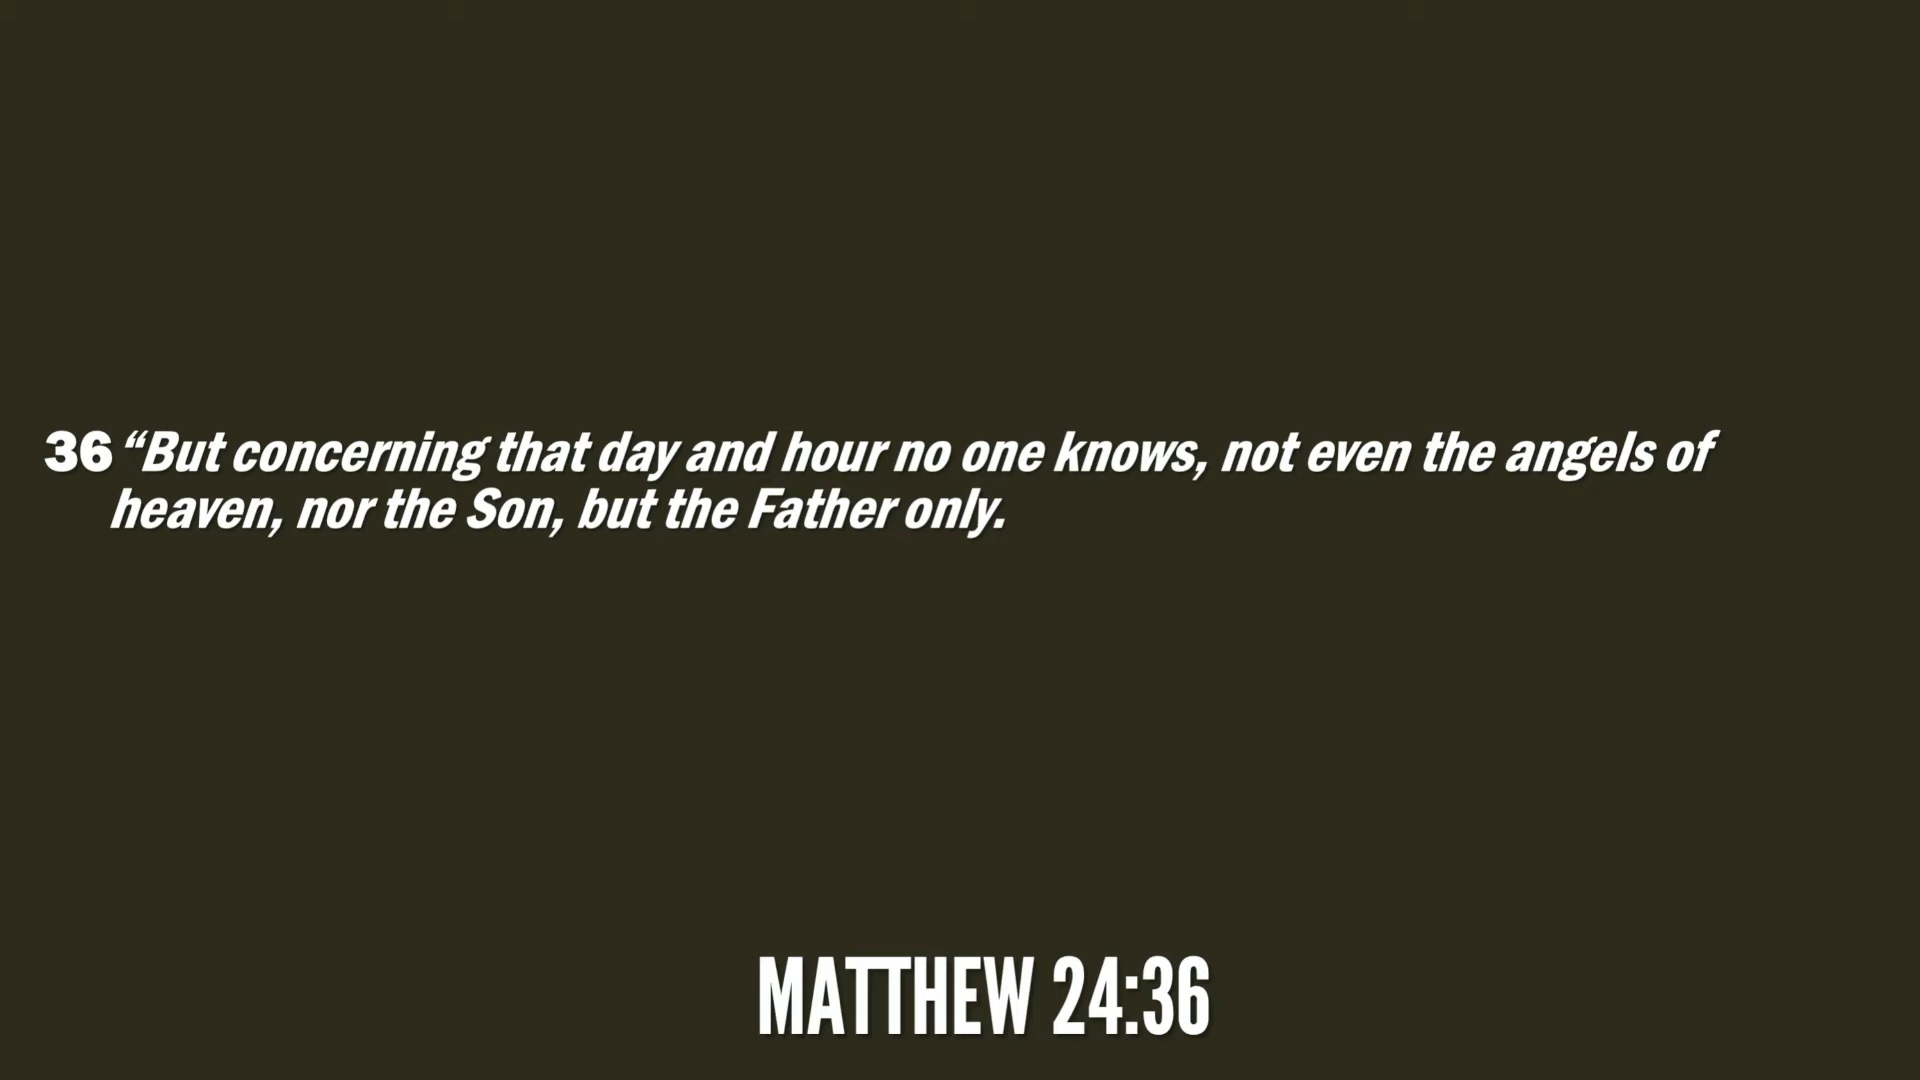 36 “But concerning that day and hour no one knows, not even the angels of
heaven, nor the Son, but the Father only.
MATTHEW 24:36